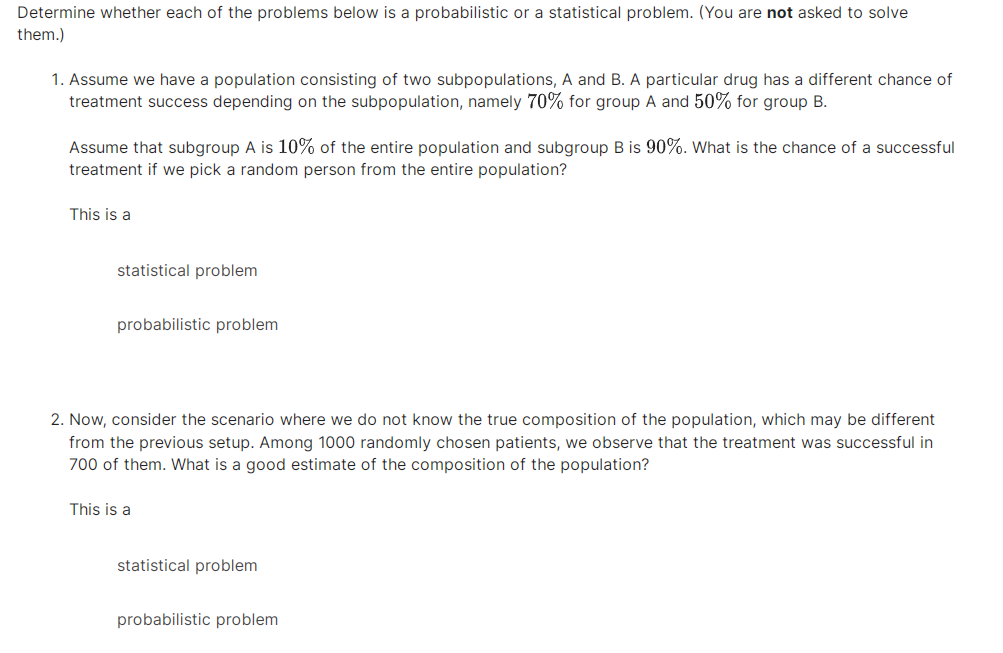 Determine whether each of the problems below is a probabilistic or a statistical problem. (You are not asked to solve
them.)
1. Assume we have a population consisting of two subpopulations, A and B. A particular drug has a different chance of
treatment success depending on the subpopulation, namely 70% for group A and 50% for group B.
Assume that subgroup A is 10% of the entire population and subgroup B is 90%. What is the chance of a successful
treatment if we pick a random person from the entire population?
This is a
statistical problem
probabilistic problem
2. Now, consider the scenario where we do not know the true composition of the population, which may be different
from the previous setup. Among 1000 randomly chosen patients, we observe that the treatment was successful in
700 of them. What is a good estimate of the composition of the population?
This is a
statistical problem
probabilistic problem